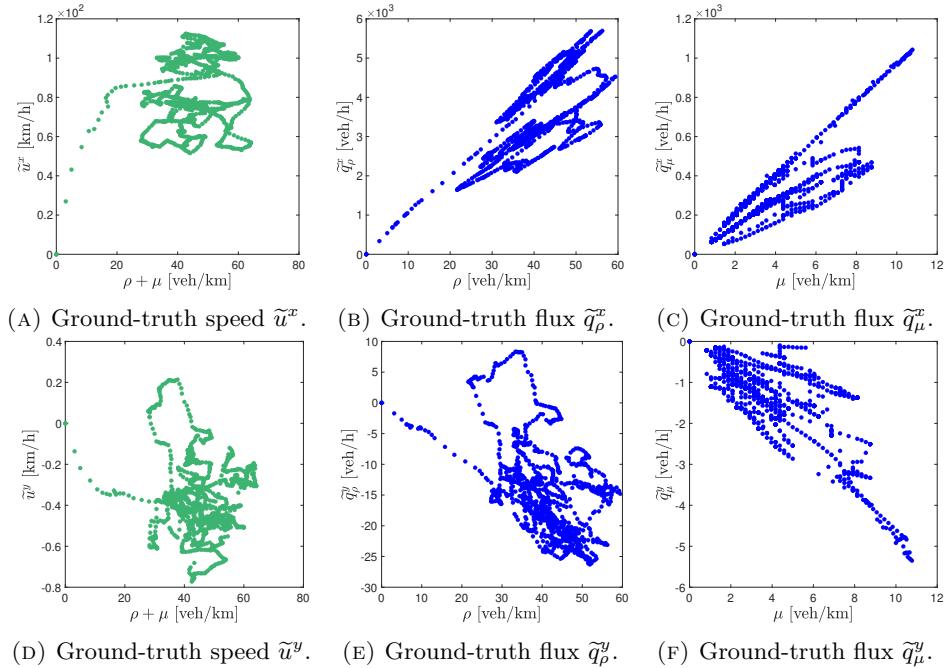 ×10²
1.2
1
0.8
0.6
0.4
0.2
0
0 20 40 60 80
ũˣ [km/h]
ρ + μ [veh/km]
×10³
6
5
4
3
2
1
0
0 10 20 30 40 50 60
q̃ˣ_ρ [veh/h]
ρ [veh/km]
×10³
1.2
1
0.8
0.6
0.4
0.2
0
0 2 4 6 8 10 12
q̃ˣ_μ [veh/h]
μ [veh/km]
(A) Ground-truth speed ũˣ.
(B) Ground-truth flux q̃ˣ_ρ.
(C) Ground-truth flux q̃ˣ_μ.
0.4
0.2
0
-0.2
-0.4
-0.6
-0.8
0 20 40 60 80
ũʸ [km/h]
ρ + μ [veh/km]
10
5
0
-5
-10
-15
-20
-25
-30
0 10 20 30 40 50 60
q̃ʸ_ρ [veh/h]
ρ [veh/km]
0
-1
-2
-3
-4
-5
-6
0 2 4 6 8 10 12
q̃ʸ_μ [veh/h]
μ [veh/km]
(D) Ground-truth speed ũʸ.
(E) Ground-truth flux q̃ʸ_ρ.
(F) Ground-truth flux q̃ʸ_μ.